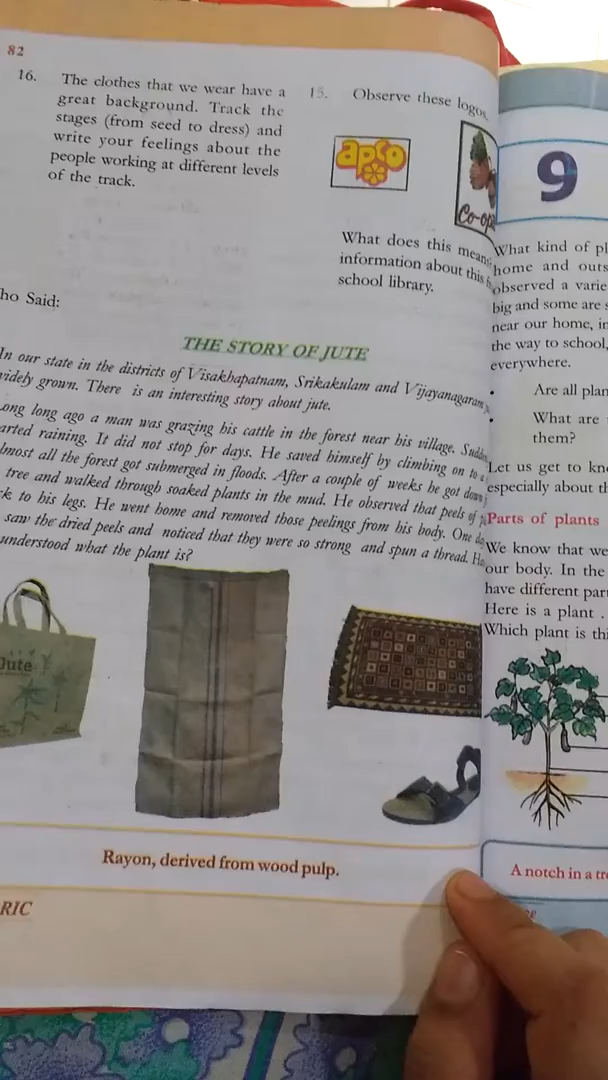 82
16. The clothes that we wear have a
great background. Track the
stages (from seed to dress) and
write your feelings about the
people working at different levels
of the track.
15. Observe these logos.
apco
Co-op
What does this mean
information about this
school library.
ho Said:
THE STORY OF JUTE
In our state in the districts of Visakhapatnam, Srikakulam and Vijayanagaram
widely grown. There is an interesting story about jute.
ong long ago a man was grazing his cattle in the forest near his village. Sudde
arted raining. It did not stop for days. He saved himself by climbing on to a
lmost all the forest got submerged in floods. After a couple of weeks he got down
tree and walked through soaked plants in the mud. He observed that peels of
ck to his legs. He went home and removed those peelings from his body. One da
saw the dried peels and noticed that they were so strong and spun a thread. Ha
understood what the plant is?
Jute
Rayon, derived from wood pulp.
RIC
9
What kind of pl
home and outs
observed a varie
big and some are s
near our home, in
the way to school,
everywhere.
• Are all plan
• What are
them?
Let us get to kn
especially about th
Parts of plants
We know that we
our body. In the
have different part
Here is a plant .
Which plant is thi
A notch in a tre